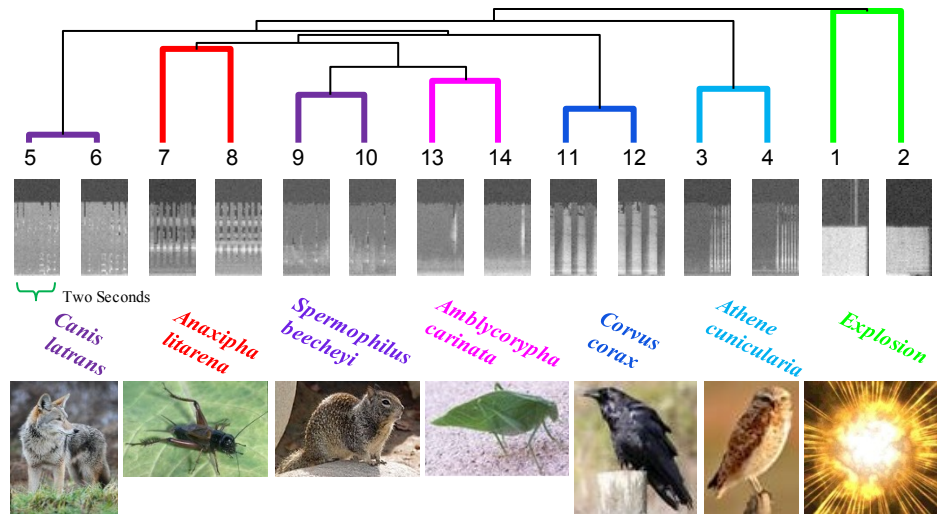 5 6 7 8 9 10 13 14 11 12 3 4 1 2
Two Seconds
Canis
latrans
Anaxipha
litarena
Spermophilus
beecheyi
Amblycorypha
carinata
Corvus
corax
Athene
cunicularia
Explosion